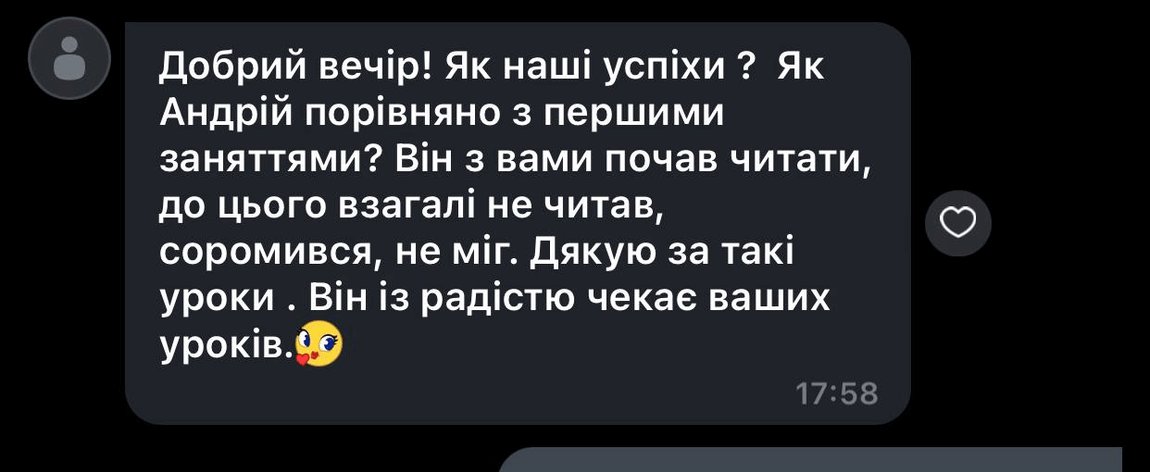 Добрий вечір! Як наші успіхи ?  Як
Андрій порівняно з першими
заняттями? Він з вами почав читати,
до цього взагалі не читав,
соромився, не міг. Дякую за такі
уроки . Він із радістю чекає ваших
уроків.
17:58